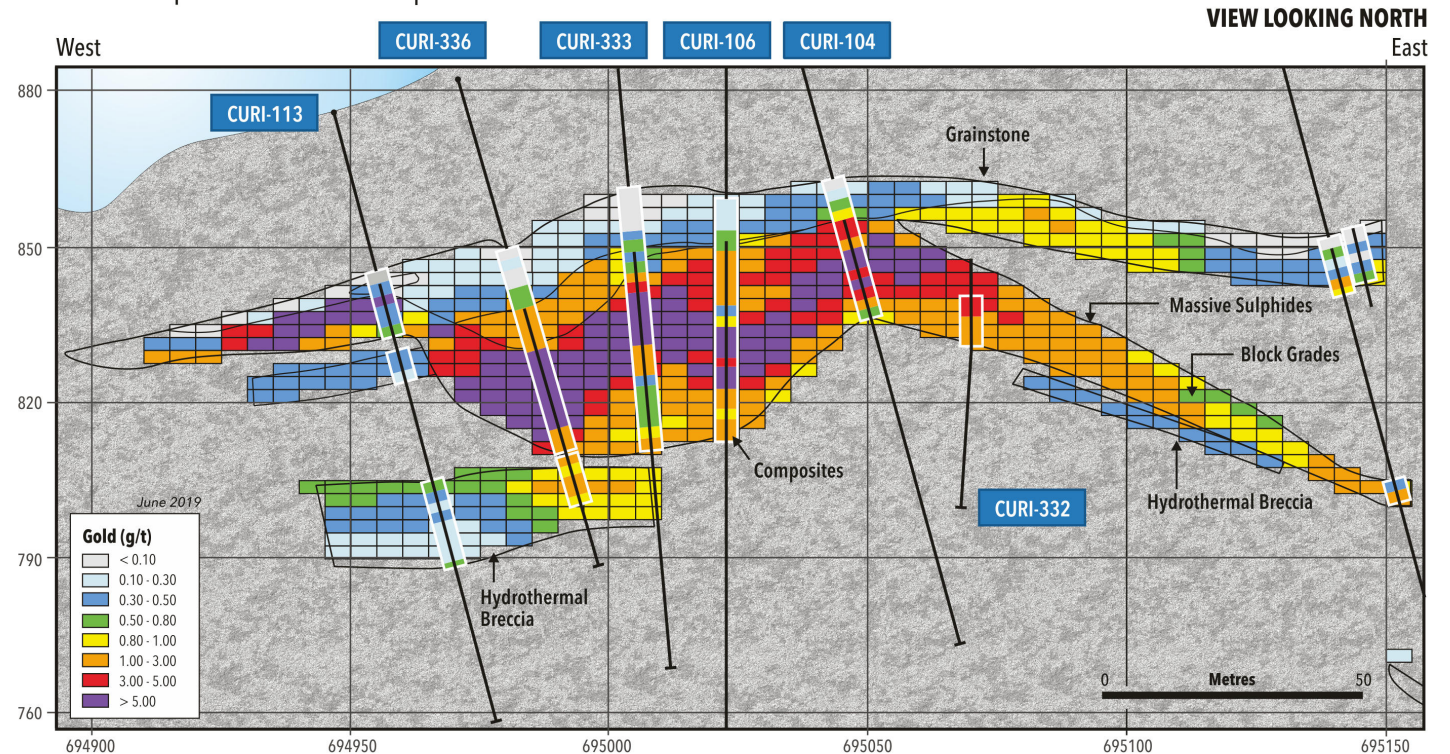 VIEW LOOKING NORTH
West
East
CURI-336
CURI-333
CURI-106
CURI-104
CURI-113
880
850
820
790
760
Grainstone
Massive Sulphides
Block Grades
Composites
Hydrothermal Breccia
CURI-332
Hydrothermal
Breccia
June 2019
Gold (g/t)
< 0.10
0.10 - 0.30
0.30 - 0.50
0.50 - 0.80
0.80 - 1.00
1.00 - 3.00
3.00 - 5.00
> 5.00
0 Metres 50
694900
694950
695000
695050
695100
695150